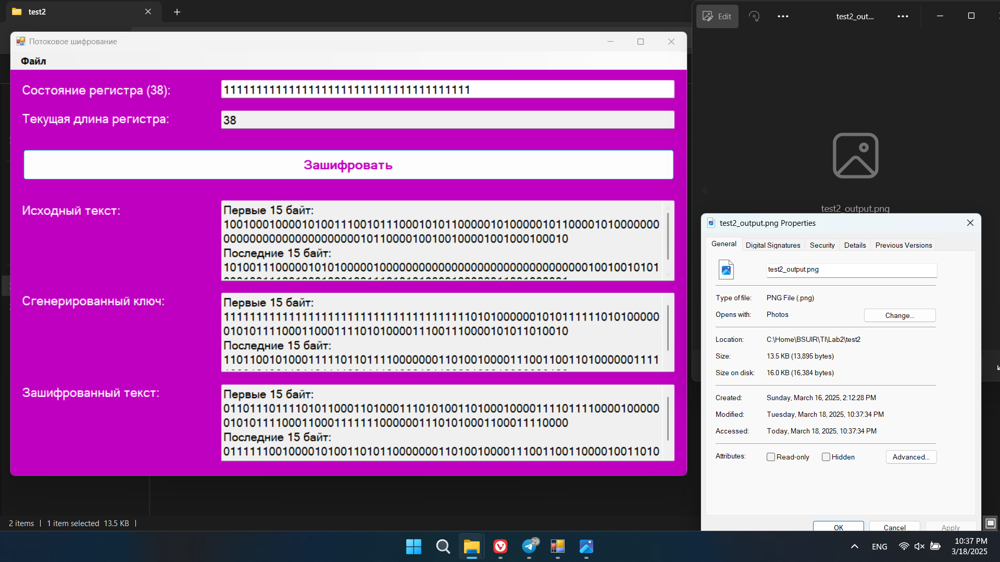 test2
Edit
test2_out...
Потоковое шифрование
Файл
Состояние регистра (38):
11111111111111111111111111111111111111
Текущая длина регистра:
38
Зашифровать
Исходный текст:
Первые 15 байт:
1001000100001010011100101110001010110000010100000101100001010000000
00000000000000000000010110000100100100001001000100010
Последние 15 байт:
1010011100000101010000010000000000000000000000000000000010010010101
Сгенерированный ключ:
Первые 15 байт:
1111111111111111111111111111111111111101010000001010111111010100000
01010111100011000111101010000111001110000101011010010
Последние 15 байт:
1101100101000111110110111100000001101001000011100110011010000001111
Зашифрованный текст:
Первые 15 байт:
0110111011110101100011010001110101001101000100001111011110000100000
01010111100011000111111100000011101010001100011110000
Последние 15 байт:
0111111001000010100110101100000001101001000011100110011000010011010
test2_output.png
test2_output.png Properties
General
Digital Signatures
Security
Details
Previous Versions
test2_output.png
Type of file:
PNG File (.png)
Opens with:
Photos
Change...
Location:
C:\Home\BSUIR\TI\Lab2\test2
Size:
13.5 KB (13,895 bytes)
Size on disk:
16.0 KB (16,384 bytes)
Created:
Sunday, March 16, 2025, 2:12:28 PM
Modified:
Tuesday, March 18, 2025, 10:37:34 PM
Accessed:
Today, March 18, 2025, 10:37:34 PM
Attributes:
Read-only
Hidden
Advanced...
OK
Cancel
Apply
2 items
1 item selected 13.5 KB
29
ENG
10:37 PM
3/18/2025